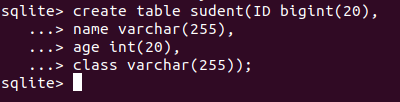 sqlite> create table sudent(ID bigint(20),
...> name varchar(255),
...> age int(20),
...> class varchar(255));
sqlite>